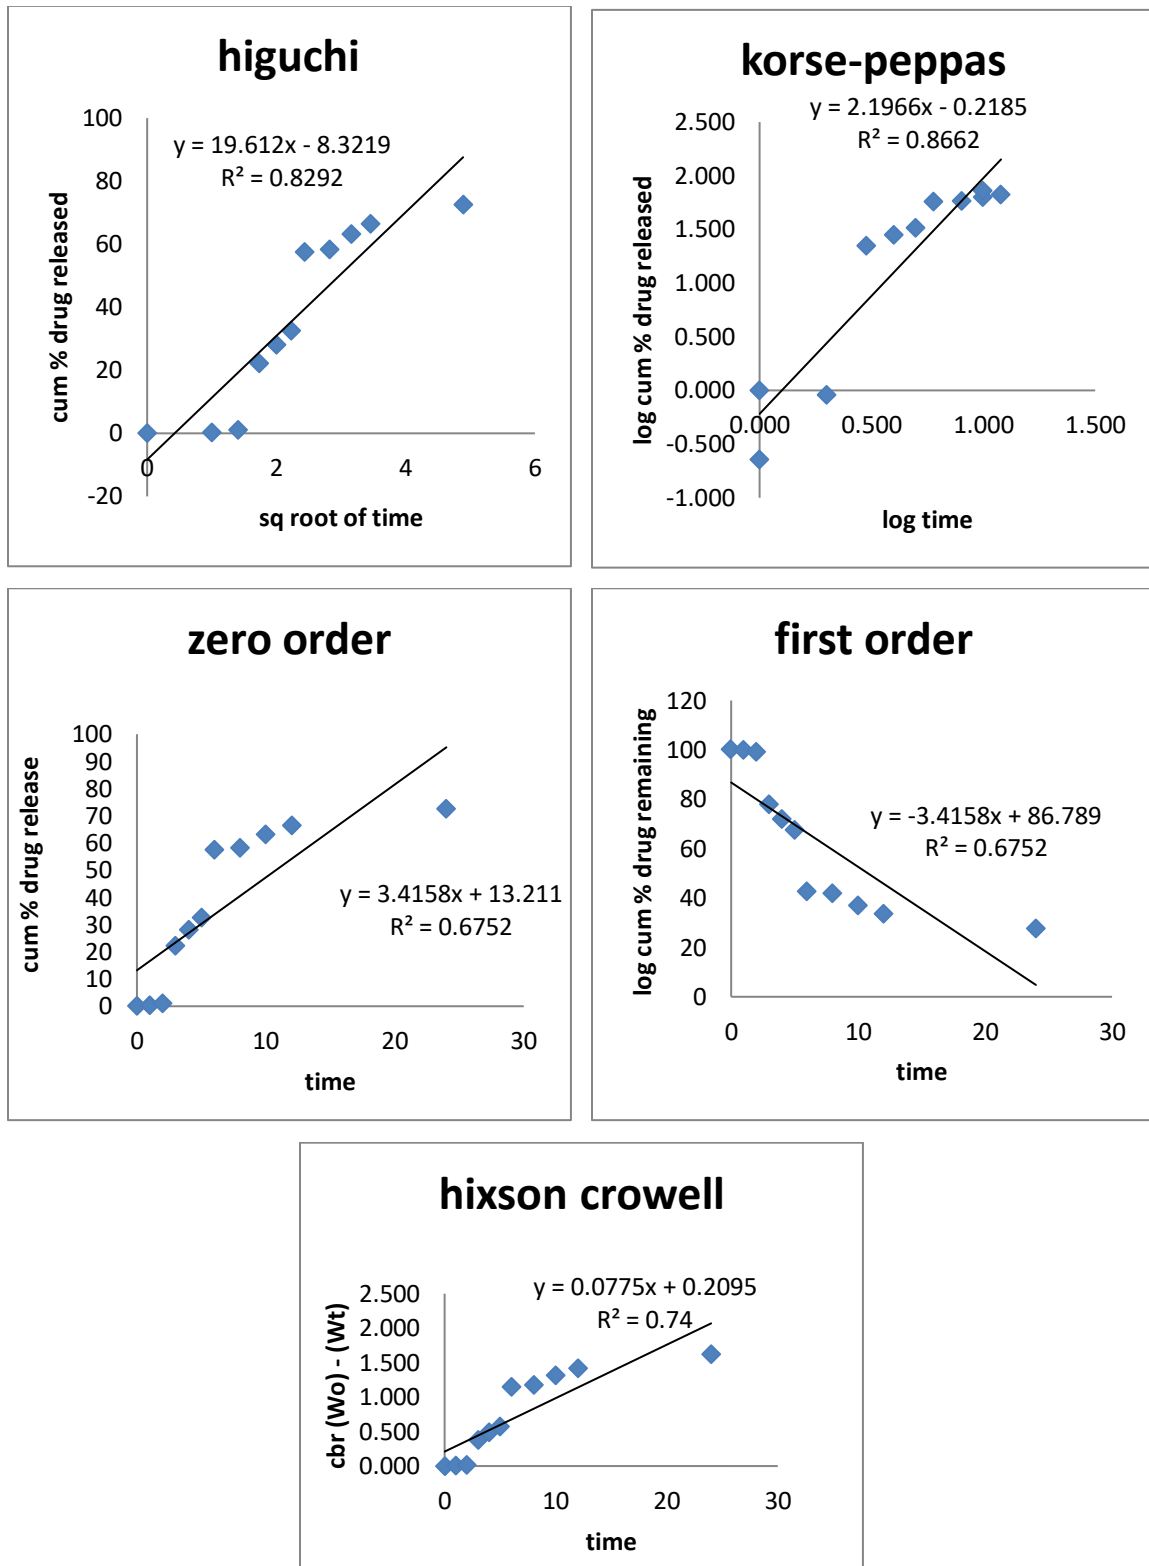 higuchi
y = 19.612x - 8.3219
R² = 0.8292
cum % drug released
100
80
60
40
20
0
-20
0
2
4
6
sq root of time
korse-peppas
y = 2.1966x - 0.2185
R² = 0.8662
log cum % drug released
2.500
2.000
1.500
1.000
0.500
0.000
-0.500
-1.000
0.000
0.500
1.000
1.500
log time
zero order
cum % drug release
100
90
80
70
60
50
40
30
20
10
0
y = 3.4158x + 13.211
R² = 0.6752
0
10
20
30
time
first order
log cum % drug remaining
120
100
80
60
40
20
0
y = -3.4158x + 86.789
R² = 0.6752
0
10
20
30
time
hixson crowell
y = 0.0775x + 0.2095
R² = 0.74
cbr (Wo) - (Wt)
2.500
2.000
1.500
1.000
0.500
0.000
0
10
20
30
time